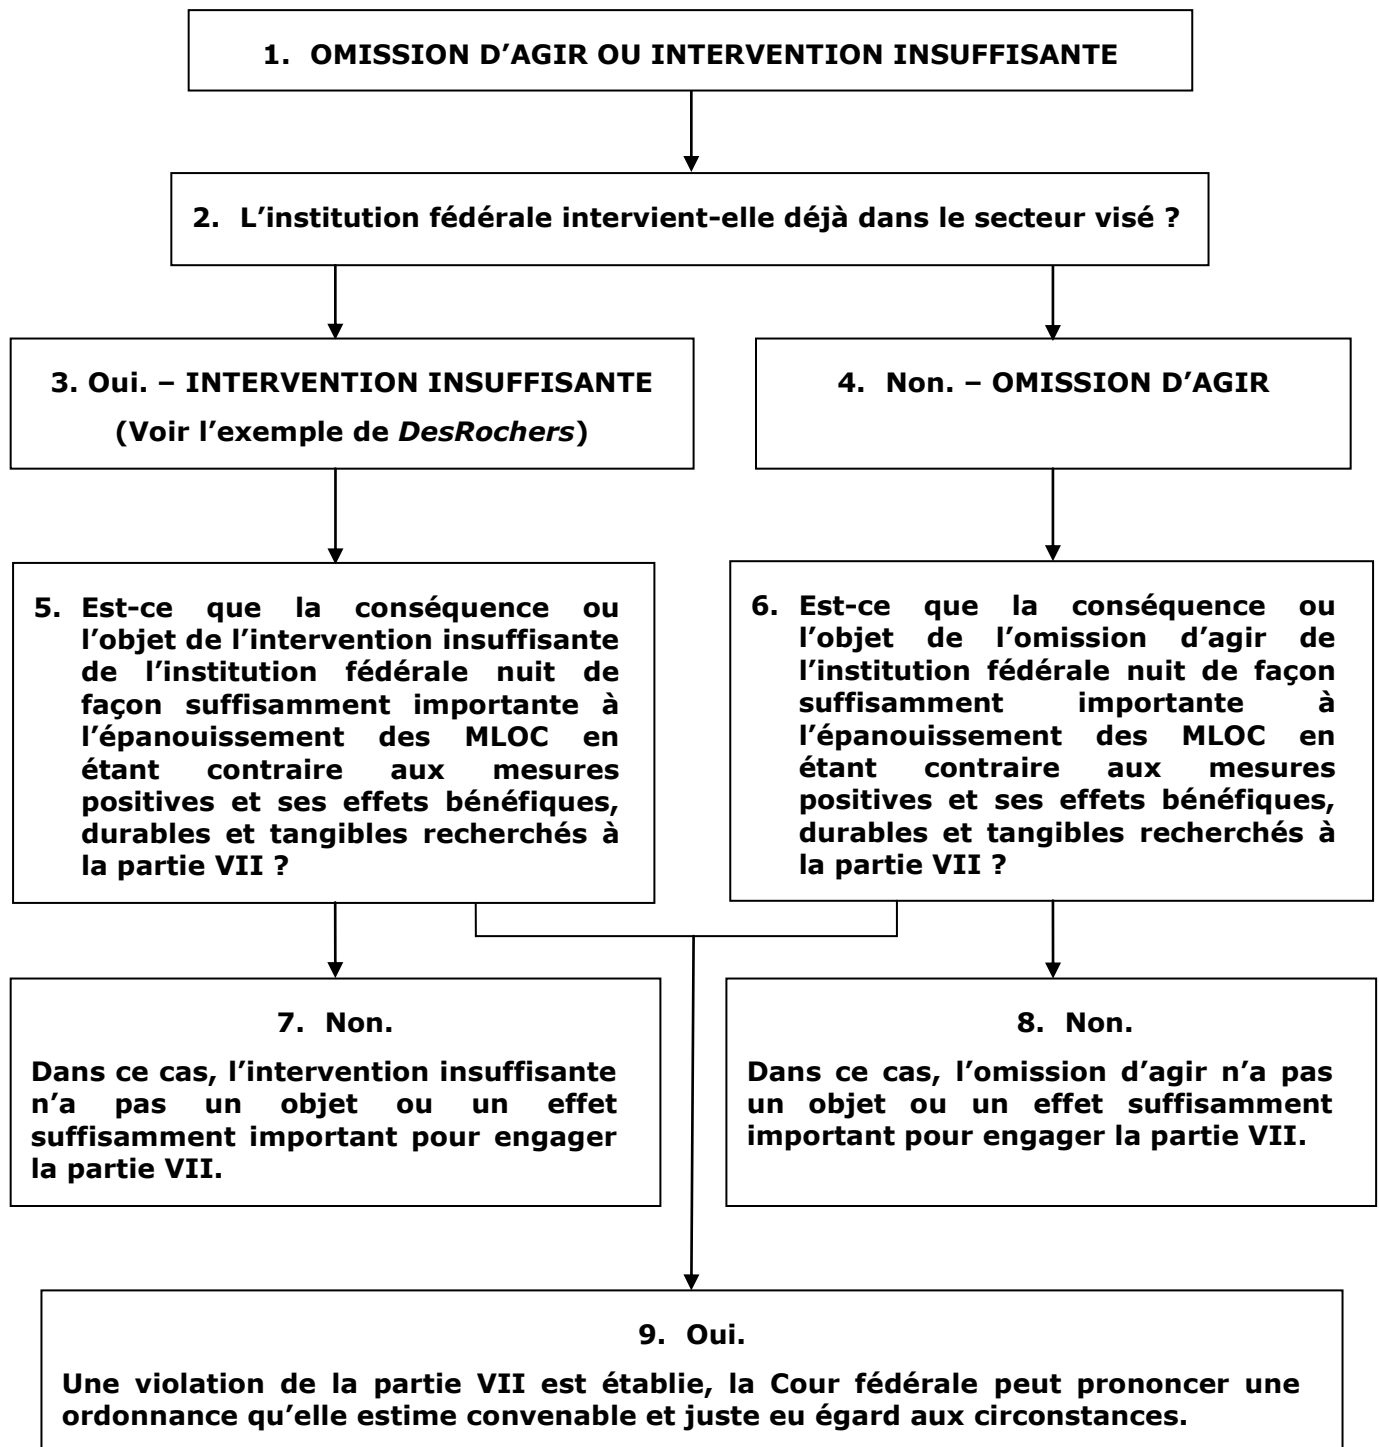 1. OMISSION D’AGIR OU INTERVENTION INSUFFISANTE
2. L’institution fédérale intervient-elle déjà dans le secteur visé ?
3. Oui. – INTERVENTION INSUFFISANTE
(Voir l’exemple de DesRochers)
4. Non. – OMISSION D’AGIR
5. Est-ce que la conséquence ou
l’objet de l’intervention insuffisante
de l’institution fédérale nuit de
façon suffisamment importante à
l’épanouissement des MLOC en
étant contraire aux mesures
positives et ses effets bénéfiques,
durables et tangibles recherchés à
la partie VII ?
6. Est-ce que la conséquence ou
l’objet de l’omission d’agir de
l’institution fédérale nuit de façon
suffisamment importante à
l’épanouissement des MLOC en
étant contraire aux mesures
positives et ses effets bénéfiques,
durables et tangibles recherchés à
la partie VII ?
7. Non.
Dans ce cas, l’intervention insuffisante
n’a pas un objet ou un effet
suffisamment important pour engager
la partie VII.
8. Non.
Dans ce cas, l’omission d’agir n’a pas
un objet ou un effet suffisamment
important pour engager la partie VII.
9. Oui.
Une violation de la partie VII est établie, la Cour fédérale peut prononcer une
ordonnance qu’elle estime convenable et juste eu égard aux circonstances.